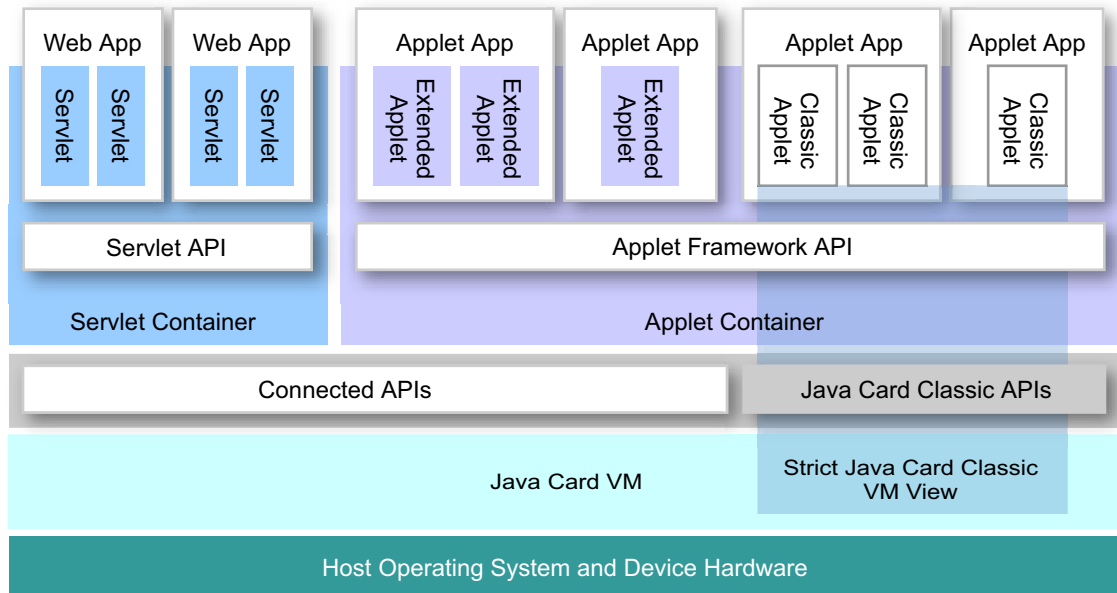 Web App
Web App
Applet App
Applet App
Applet App
Applet App
Servlet
Servlet
Servlet
Servlet
Extended
Applet
Extended
Applet
Extended
Applet
Classic
Applet
Classic
Applet
Classic
Applet
Servlet API
Applet Framework API
Servlet Container
Applet Container
Connected APIs
Java Card Classic APIs
Java Card VM
Strict Java Card Classic
VM View
Host Operating System and Device Hardware